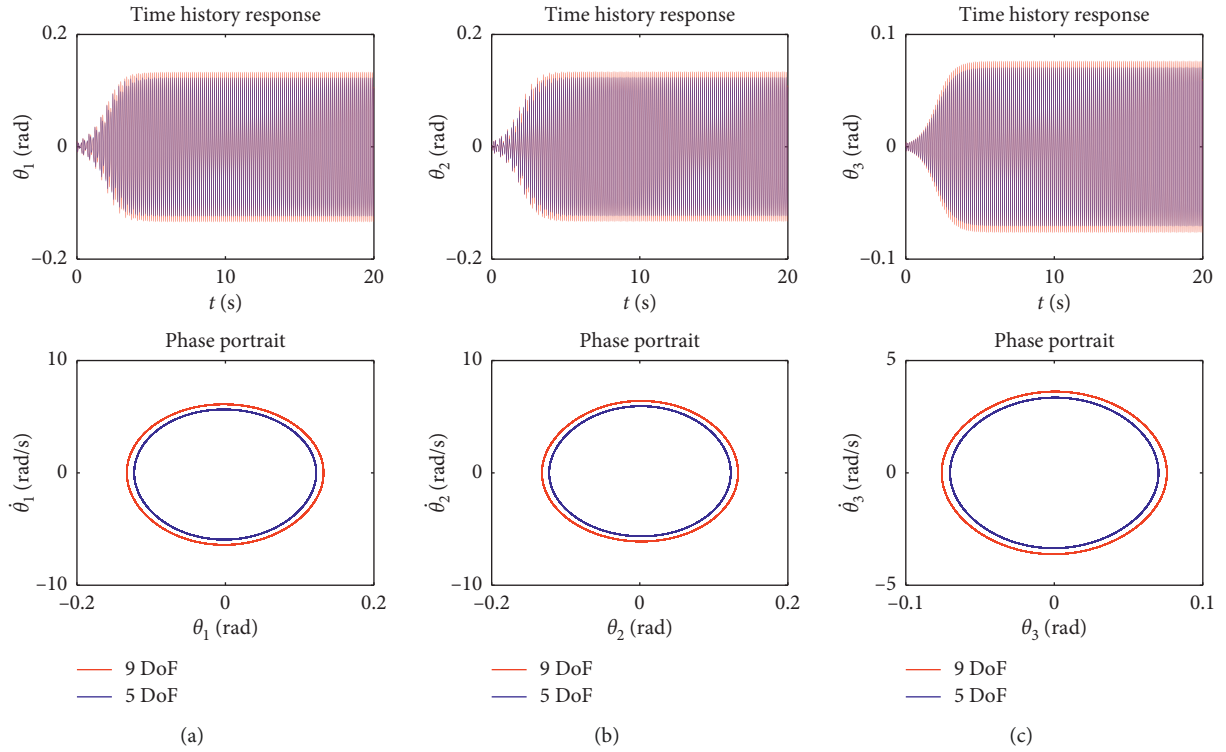 Time history response
0.2
0
−0.2
θ1 (rad)
0
10
20
t (s)
Phase portrait
10
0
−10
θ̇1 (rad/s)
−0.2
0
0.2
θ1 (rad)
9 DoF
5 DoF
(a)
Time history response
0.2
0
−0.2
θ2 (rad)
0
10
20
t (s)
Phase portrait
10
0
−10
θ̇2 (rad/s)
−0.2
0
0.2
θ2 (rad)
9 DoF
5 DoF
(b)
Time history response
0.1
0
−0.1
θ3 (rad)
0
10
20
t (s)
Phase portrait
5
0
−5
θ̇3 (rad/s)
−0.1
0
0.1
θ3 (rad)
9 DoF
5 DoF
(c)